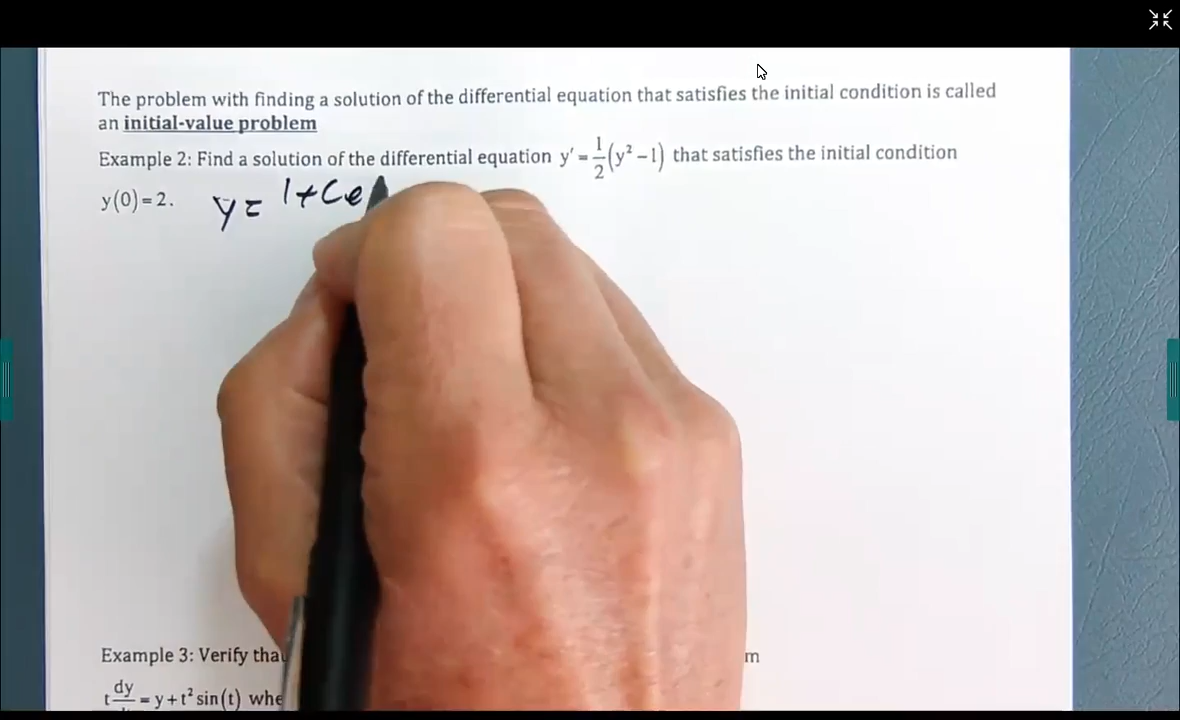 The problem with finding a solution of the differential equation that satisfies the initial condition is called
an initial-value problem
Example 2: Find a solution of the differential equation y′ = 1/2 (y² − 1) that satisfies the initial condition
y(0) = 2. y = 1+Ce
Example 3: Verify m
t dy = y + t² sin(t)